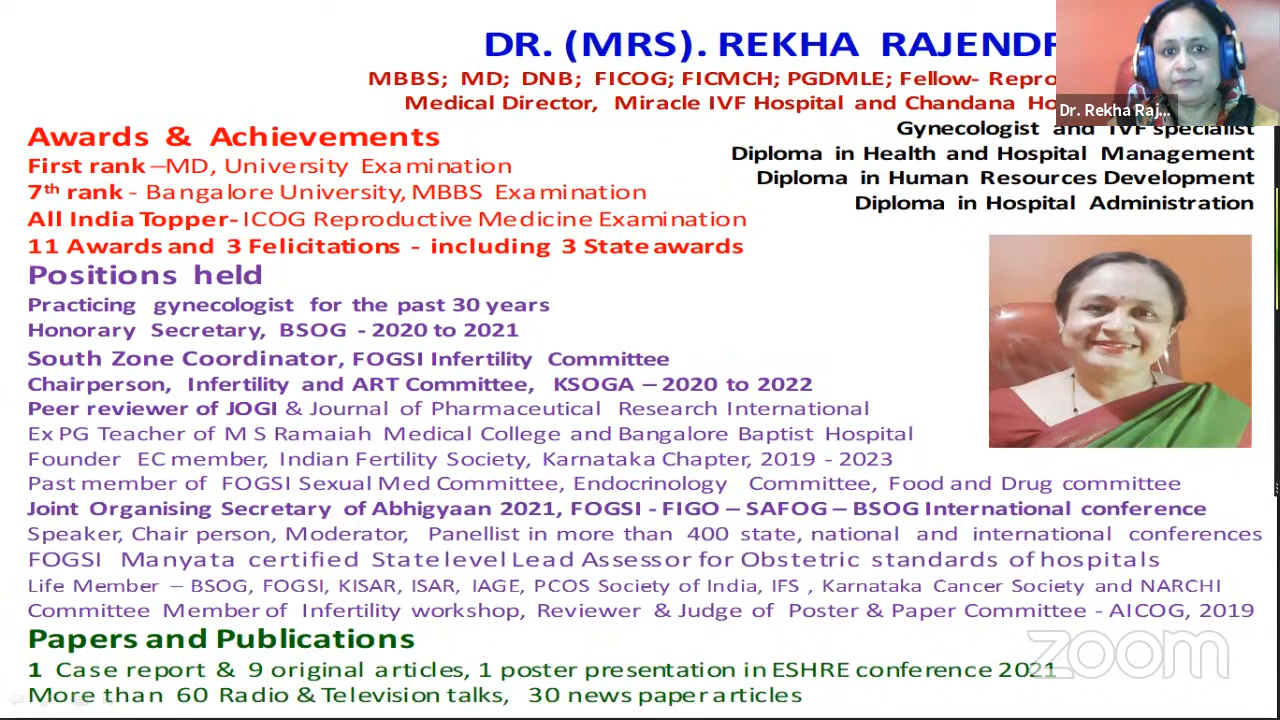 DR. (MRS). REKHA RAJENDR
MBBS; MD; DNB; FICOG; FICMCH; PGDMLE; Fellow- Repro
Medical Director, Miracle IVF Hospital and Chandana Ho
Dr. Rekha Raj...
Gynecologist and IVF specialist
Diploma in Health and Hospital Management
Diploma in Human Resources Development
Diploma in Hospital Administration
Awards & Achievements
First rank –MD, University Examination
7th rank - Bangalore University, MBBS Examination
All India Topper- ICOG Reproductive Medicine Examination
11 Awards and 3 Felicitations - including 3 State awards
Positions held
Practicing gynecologist for the past 30 years
Honorary Secretary, BSOG - 2020 to 2021
South Zone Coordinator, FOGSI Infertility Committee
Chairperson, Infertility and ART Committee, KSOGA – 2020 to 2022
Peer reviewer of JOGI & Journal of Pharmaceutical Research International
Ex PG Teacher of M S Ramaiah Medical College and Bangalore Baptist Hospital
Founder EC member, Indian Fertility Society, Karnataka Chapter, 2019 - 2023
Past member of FOGSI Sexual Med Committee, Endocrinology Committee, Food and Drug committee
Joint Organising Secretary of Abhigyaan 2021, FOGSI - FIGO – SAFOG – BSOG International conference
Speaker, Chair person, Moderator, Panellist in more than 400 state, national and international conferences
FOGSI Manyata certified State level Lead Assessor for Obstetric standards of hospitals
Life Member – BSOG, FOGSI, KISAR, ISAR, IAGE, PCOS Society of India, IFS , Karnataka Cancer Society and NARCHI
Committee Member of Infertility workshop, Reviewer & Judge of Poster & Paper Committee - AICOG, 2019
Papers and Publications
1 Case report & 9 original articles, 1 poster presentation in ESHRE conference 2021
More than 60 Radio & Television talks, 30 news paper articles
zoom